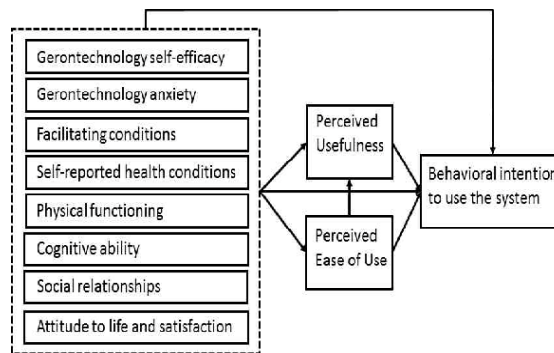 Gerontechnology self-efficacy
Gerontechnology anxiety
Facilitating conditions
Self-reported health conditions
Physical functioning
Cognitive ability
Social relationships
Attitude to life and satisfaction
Perceived
Usefulness
Perceived
Ease of Use
Behavioral intention
to use the system